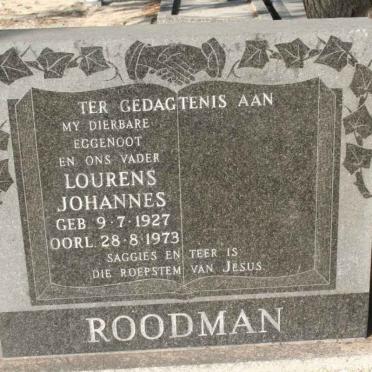 TER GEDAGTENIS AAN
MY DIERBARE
EGGENOOT
EN ONS VADER
LOURENS
JOHANNES
GEB 9·7·1927
OORL 28·8·1973
SAGGIES EN TEER IS
DIE ROEPSTEM VAN JESUS
ROODMAN